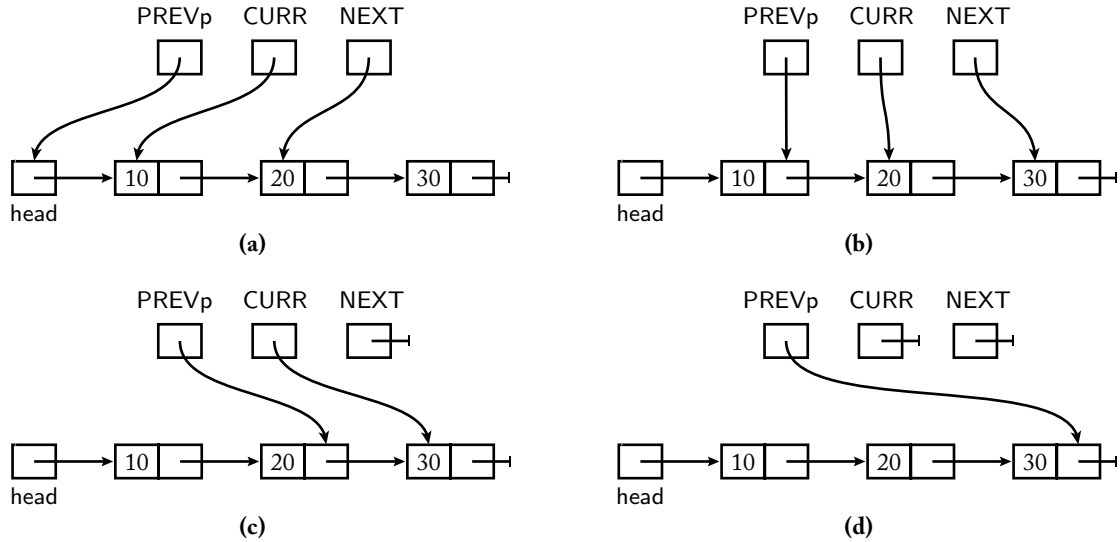 PREVp CURR NEXT
10 20 30
head
(a)
PREVp CURR NEXT
10 20 30
head
(b)
PREVp CURR NEXT
10 20 30
head
(c)
PREVp CURR NEXT
10 20 30
head
(d)